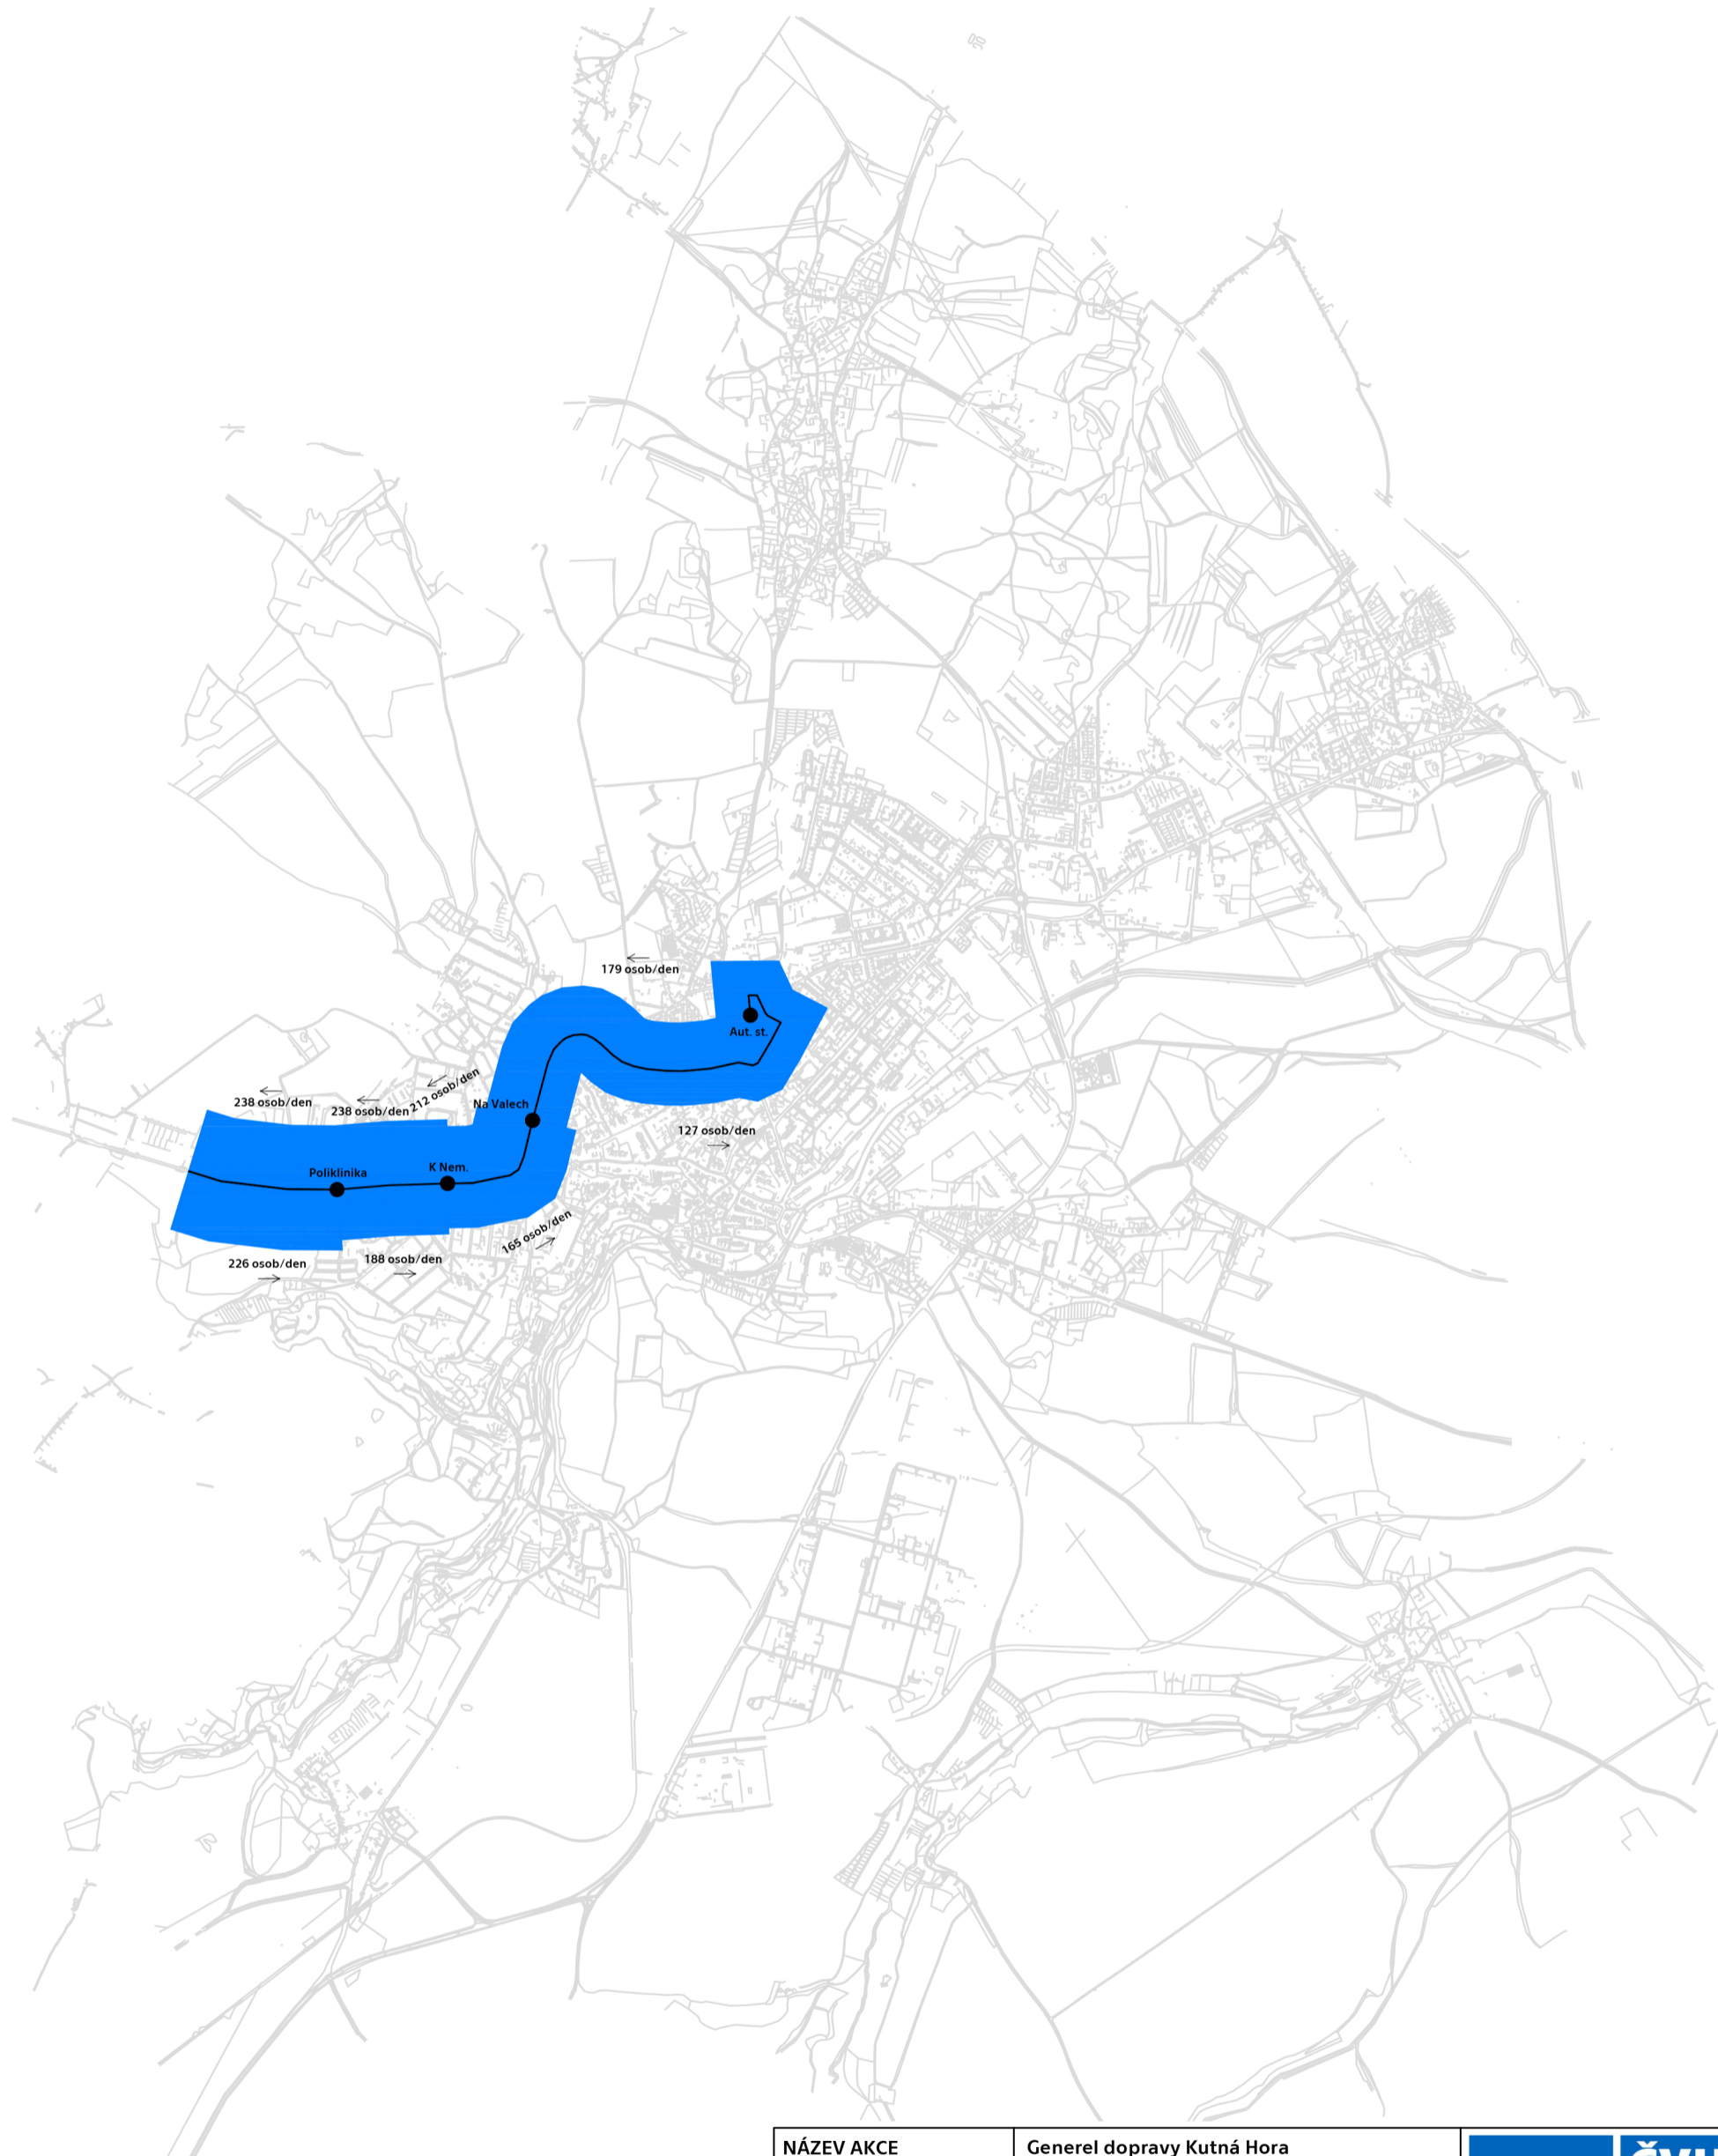 179 osob/den
Aut. st.
212 osob/den
238 osob/den
238 osob/den
Na Valech
127 osob/den
K Nem.
Poliklinika
165 osob/den
188 osob/den
226 osob/den
NÁZEV AKCE
Generel dopravy Kutná Hora